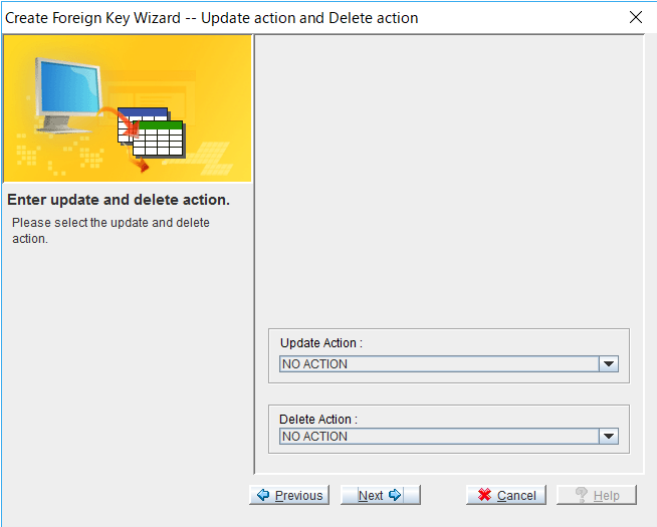 Create Foreign Key Wizard -- Update action and Delete action
Enter update and delete action.
Please select the update and delete
action.
Update Action :
NO ACTION
Delete Action :
NO ACTION
Previous
Next
Cancel
Help